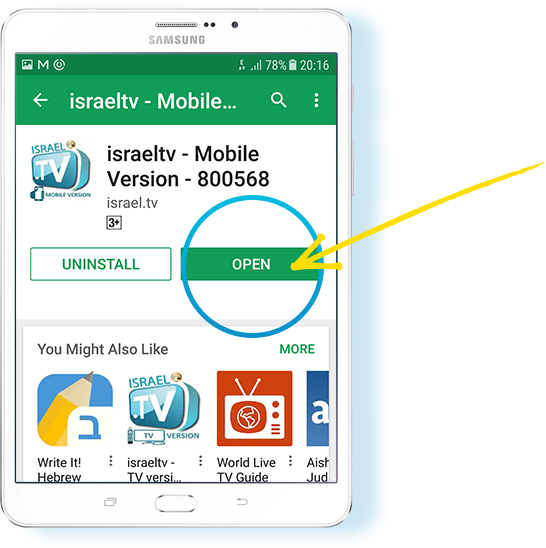 SAMSUNG
78% 20:16
israeltv - Mobile...
ISRAEL
TV
MOBILE VERSION
israeltv - Mobile
Version - 800568
israel.tv
3+
UNINSTALL
OPEN
You Might Also Like
MORE
ב
ISRAEL
TV
TV VERSION
a
Write It!
Hebrew
israeltv -
TV versi...
World Live
TV Guide
Aish
Jud